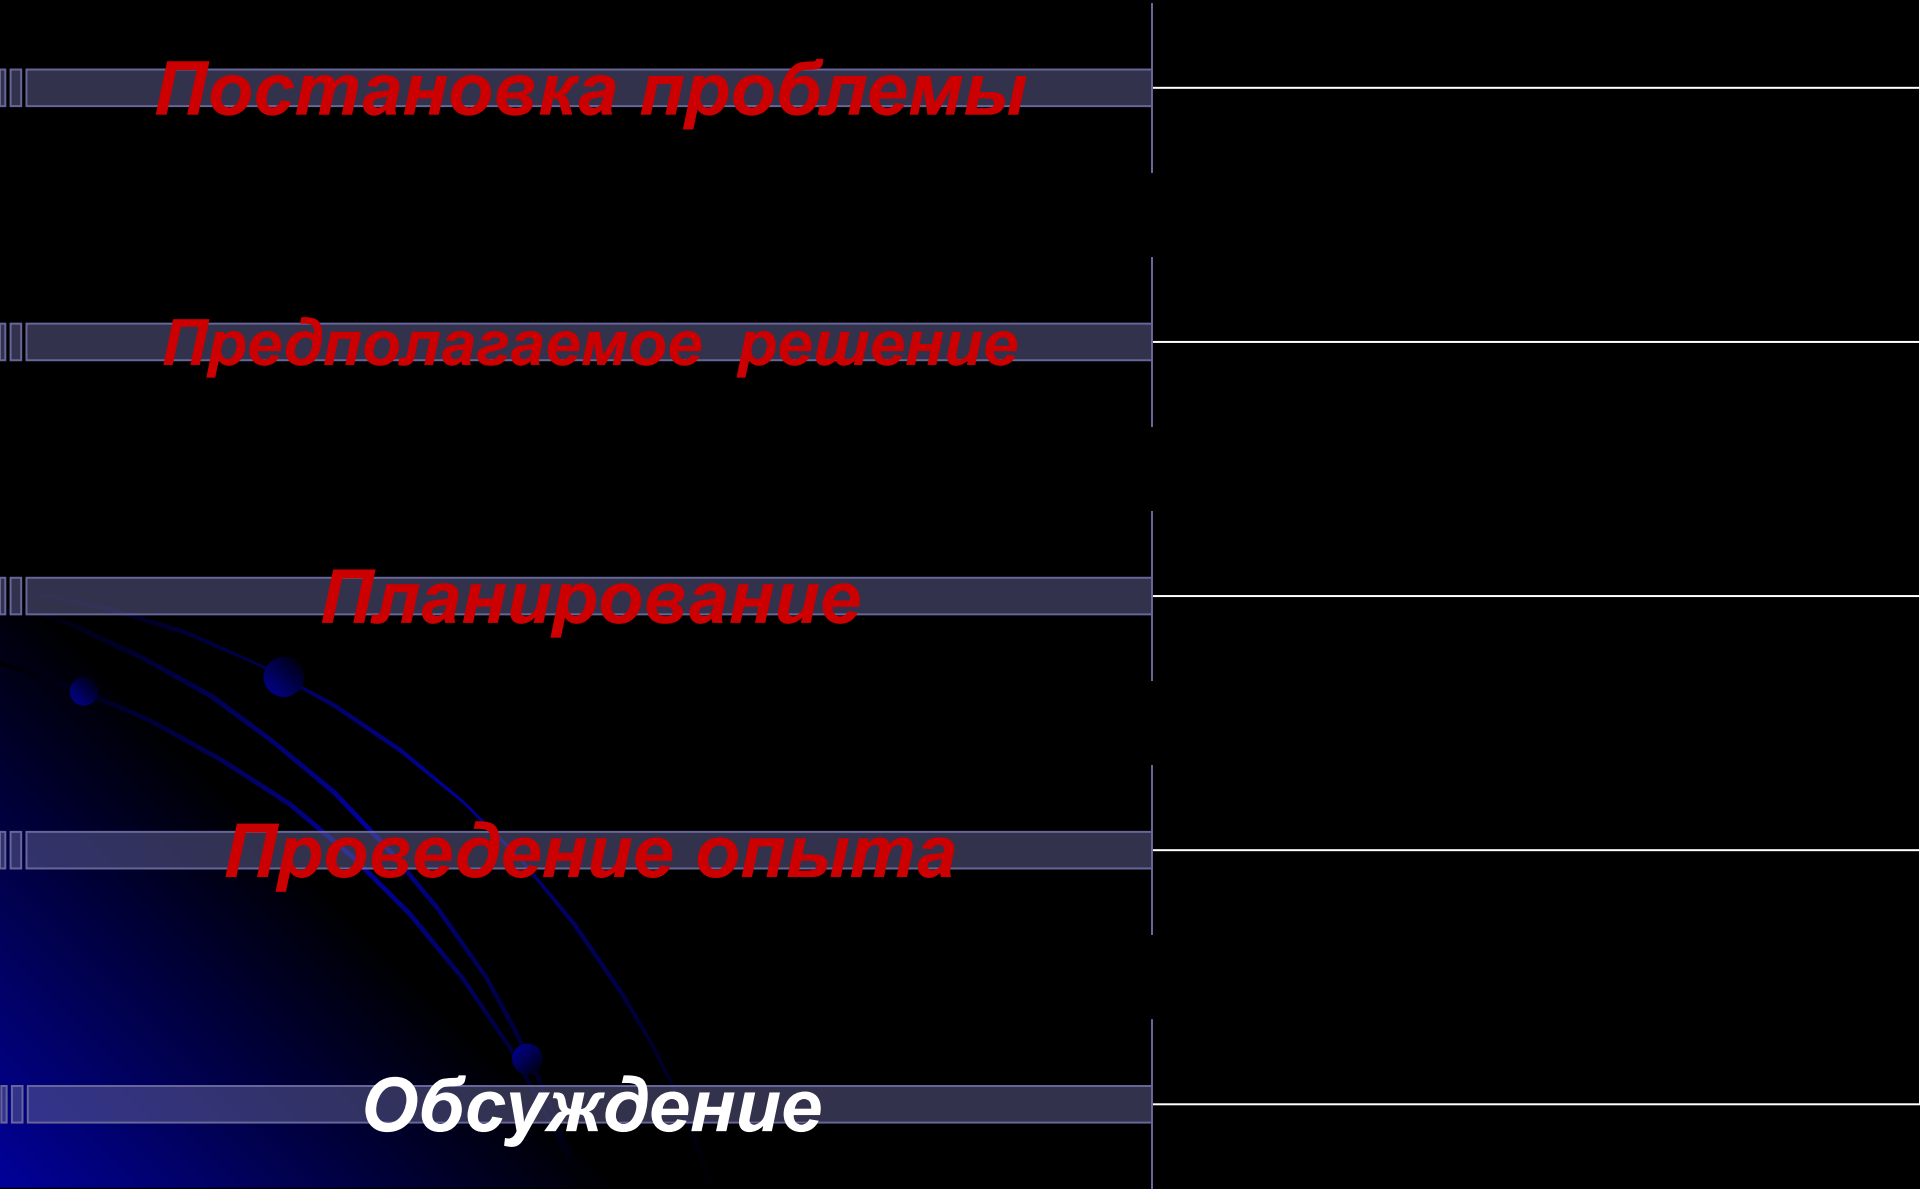 Постановка проблемы
Предполагаемое решение
Планирование
Проведение опыта
Обсуждение